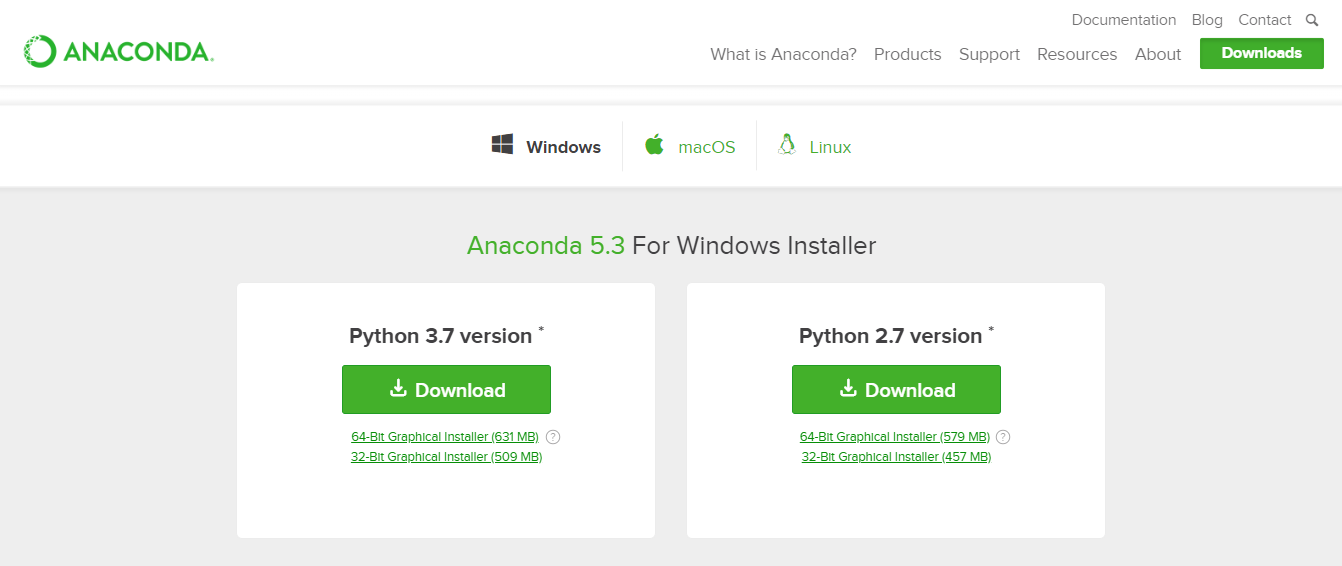 Documentation Blog Contact
ANACONDA.
What is Anaconda? Products Support Resources About Downloads
Windows macOS Linux
Anaconda 5.3 For Windows Installer
Python 3.7 version *
Download
64-Bit Graphical Installer (631 MB) ?
32-Bit Graphical Installer (509 MB)
Python 2.7 version *
Download
64-Bit Graphical Installer (579 MB) ?
32-Bit Graphical Installer (457 MB)